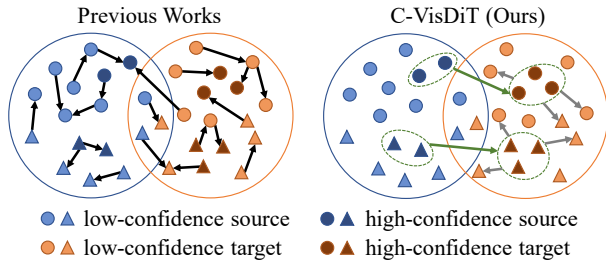 Previous Works
C-VisDiT (Ours)
low-confidence source
high-confidence source
low-confidence target
high-confidence target